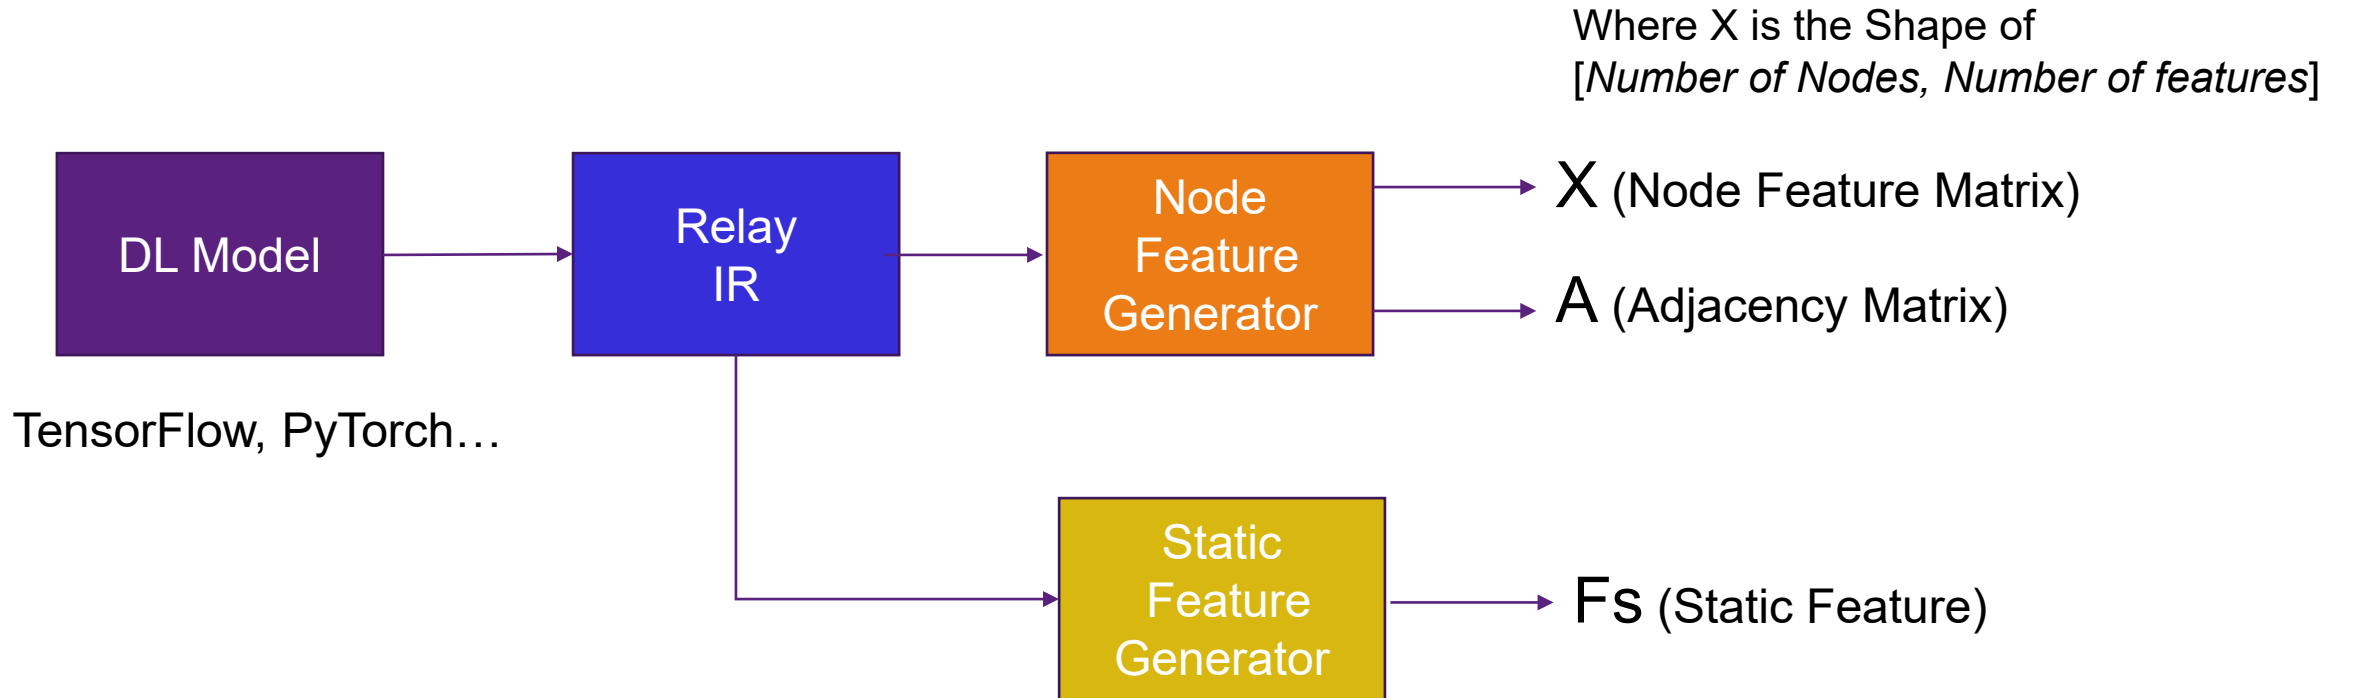 Where X is the Shape of
[Number of Nodes, Number of features]
DL Model
TensorFlow, PyTorch…
Relay
IR
Node
Feature
Generator
X (Node Feature Matrix)
A (Adjacency Matrix)
Static
Feature
Generator
Fs (Static Feature)